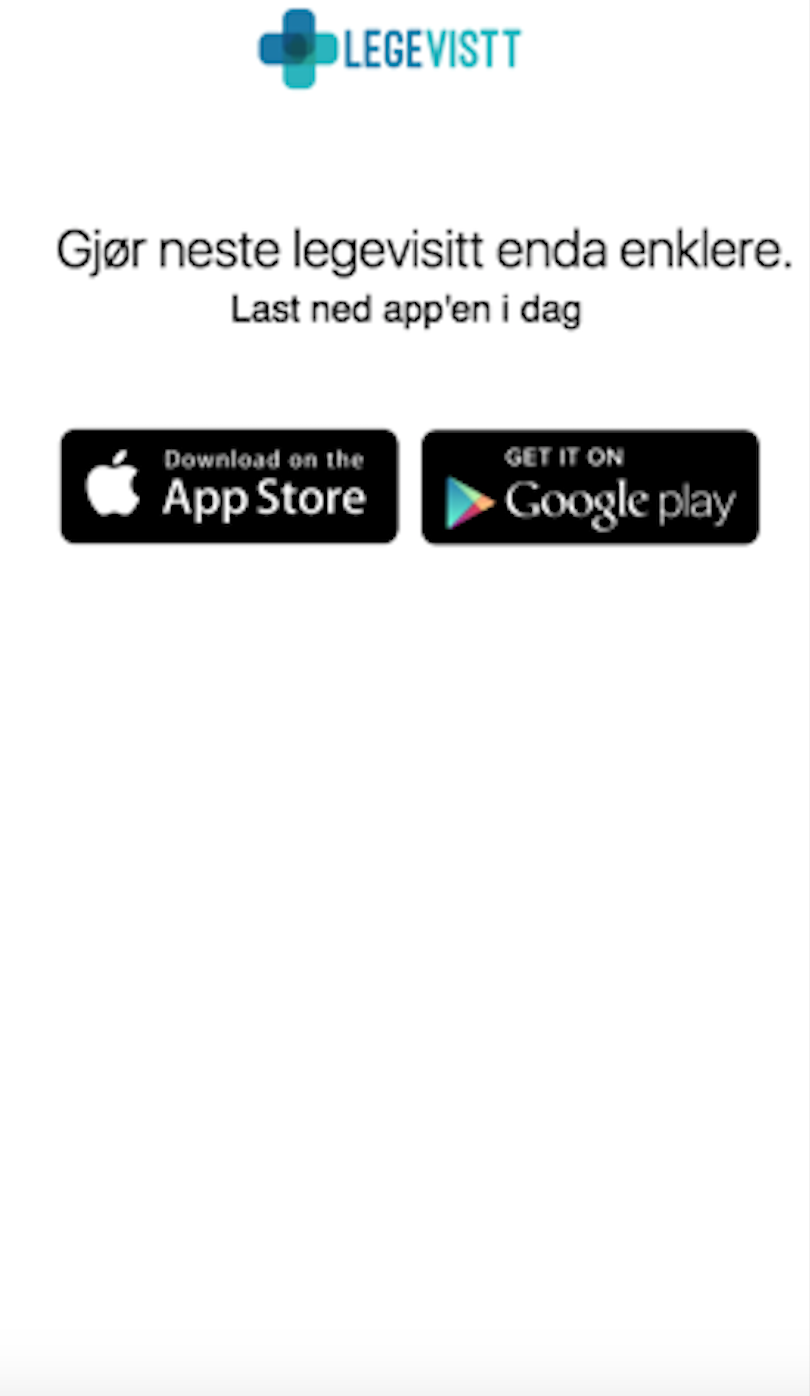 LEGEVISTT
Gjør neste legevisitt enda enklere.
Last ned app'en i dag
Download on the
App Store
GET IT ON
Google play